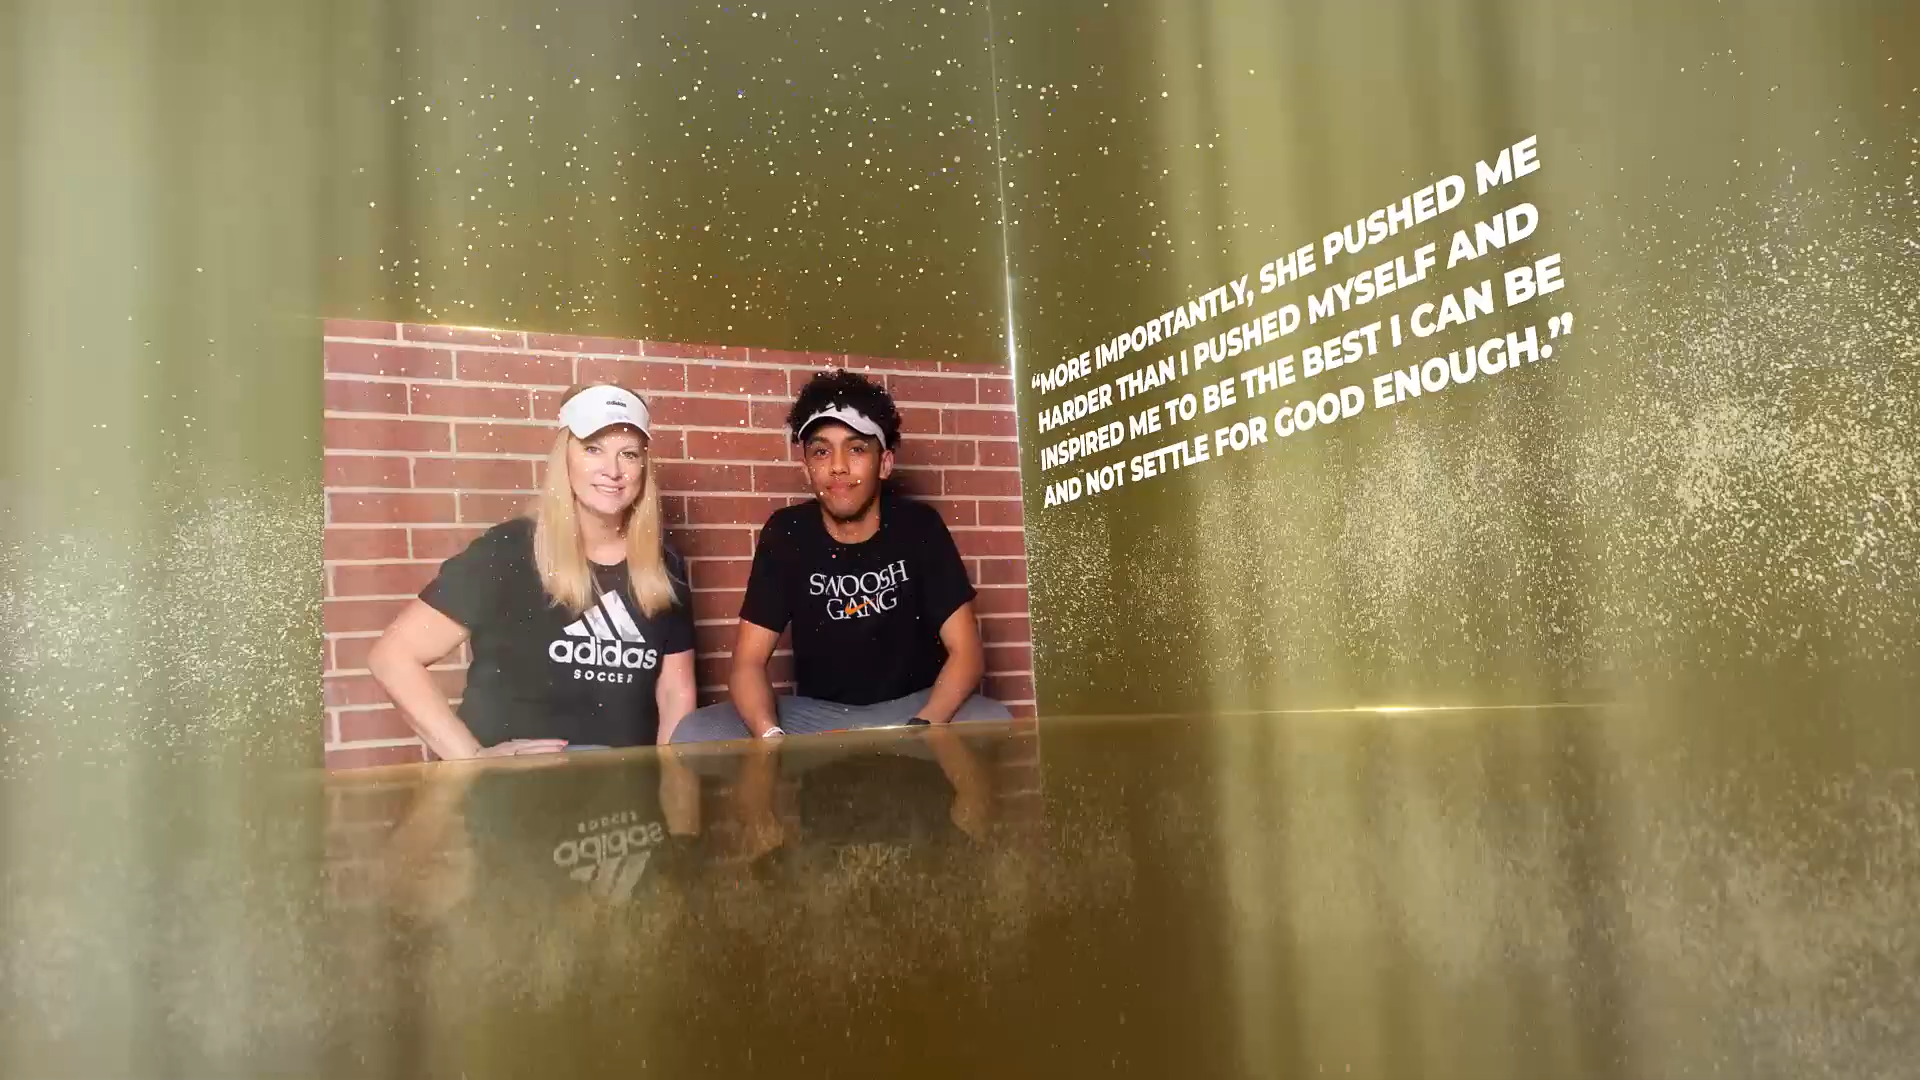 “MORE IMPORTANTLY, SHE PUSHED ME
HARDER THAN I PUSHED MYSELF AND
INSPIRED ME TO BE THE BEST I CAN BE
AND NOT SETTLE FOR GOOD ENOUGH.”
adidas
adidas
SOCCER
SWOOSH
GANG